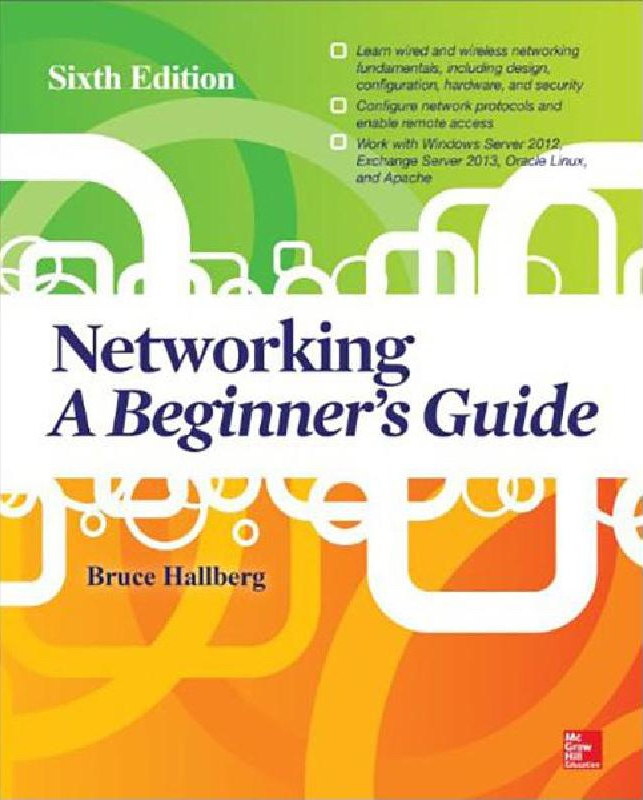 Sixth Edition
Learn wired and wireless networking
fundamentals, including design,
configuration, hardware, and security
Configure network protocols and
enable remote access
Work with Windows Server 2012,
Exchange Server 2013, Oracle Linux,
and Apache
Networking
A Beginner's Guide
Bruce Hallberg
Mc
Graw
Hill
Education